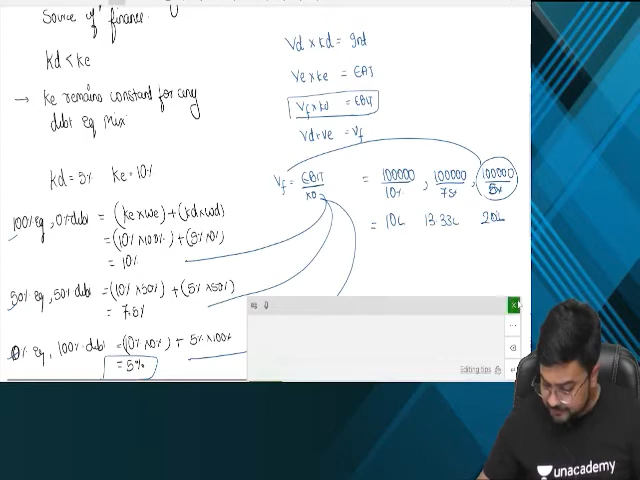 Source of finance.
kd < ke
→ ke remains constant for any
debt eq mix
kd = 5%   ke = 10%
100% eq, 0% debt = (ke × we) + (kd × wd)
= (10% × 100%) + (5% × 0%)
= 10%
50% eq, 50% debt = (10% × 50%) + (5% × 50%)
= 7.5%
0% eq, 100% debt = (10% × 0%) + 5% × 100%
= 5%
Vd × kd = Int
Ve × ke = EAT
Vf × ko = EBIT
Vd + Ve = Vf
Vf = EBIT / ko = 100000 / 10%, 100000 / 7.5%, 100000 / 5%
= 10L   13.33L   20L
Editing tips
unacademy